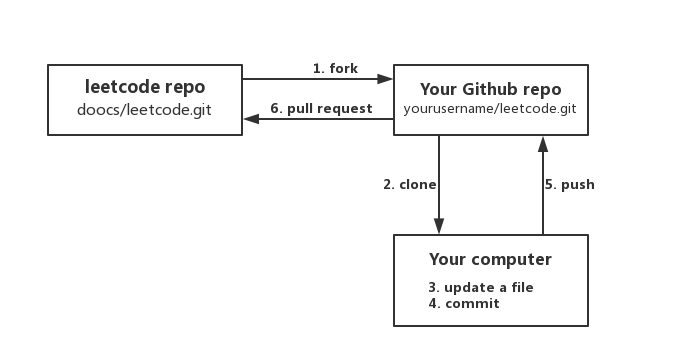 1. fork
leetcode repo
doocs/leetcode.git
Your Github repo
yourusername/leetcode.git
6. pull request
2. clone
5. push
Your computer
3. update a file
4. commit